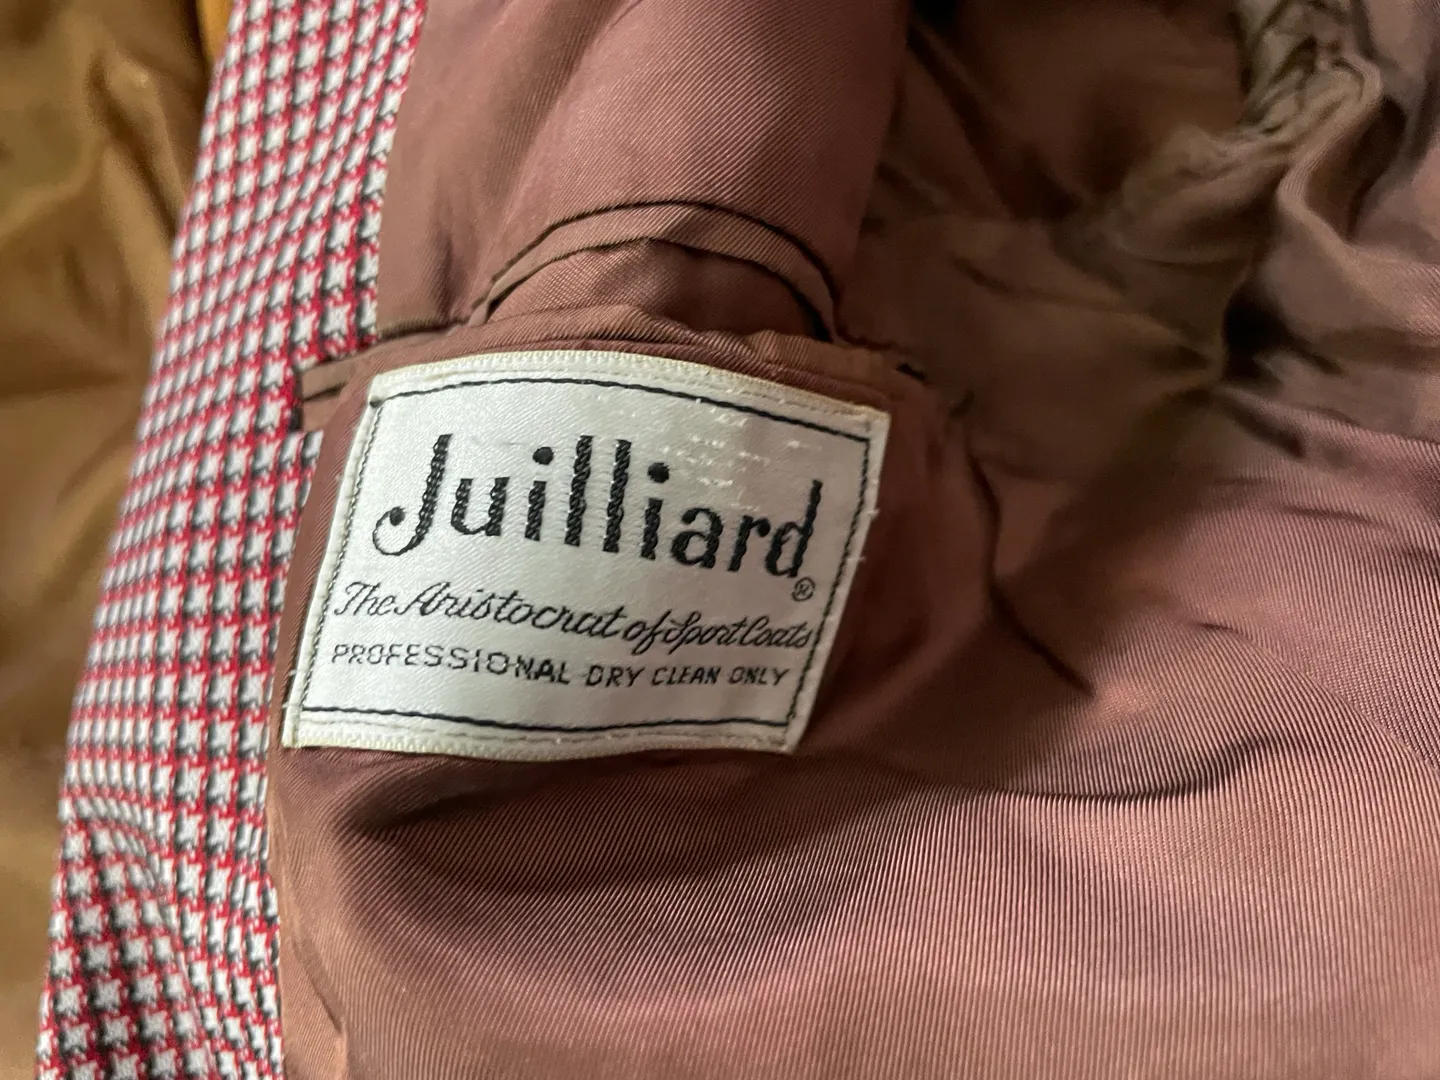 Juilliard®
The Aristocrat of Sport Coats
PROFESSIONAL DRY CLEAN ONLY